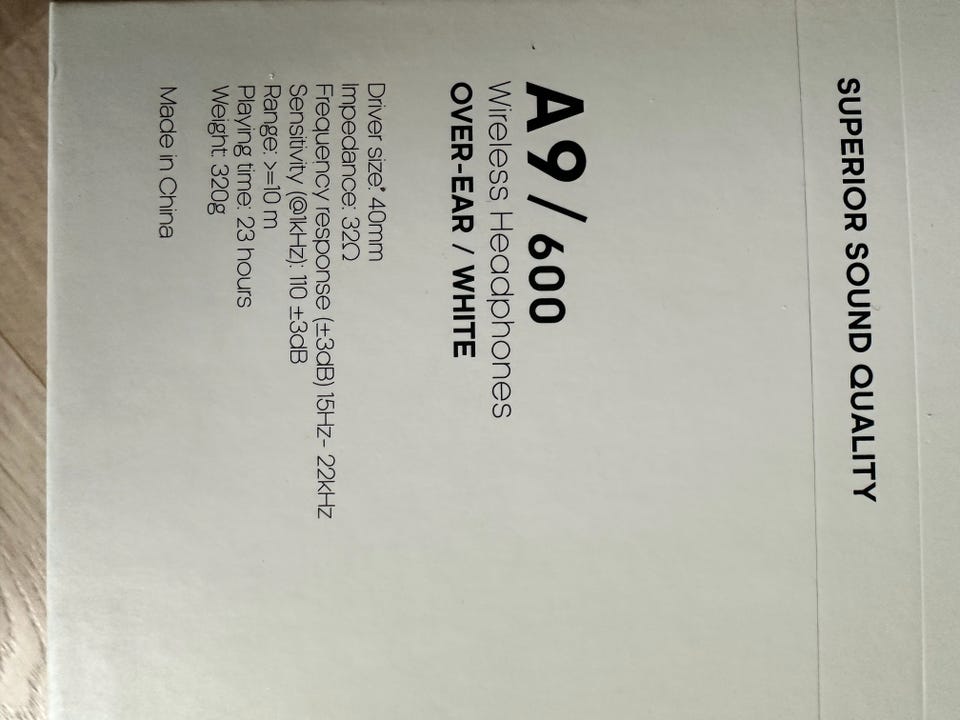 SUPERIOR SOUND QUALITY
A9/600
Wireless Headphones
OVER-EAR / WHITE
Driver size: 40mm
Impedance: 32Ω
Frequency response (±3dB) 15Hz- 22kHz
Sensitivity (@1kHz): 110 ±3dB
Range: >=10 m
Playing time: 23 hours
Weight: 320g
Made in China